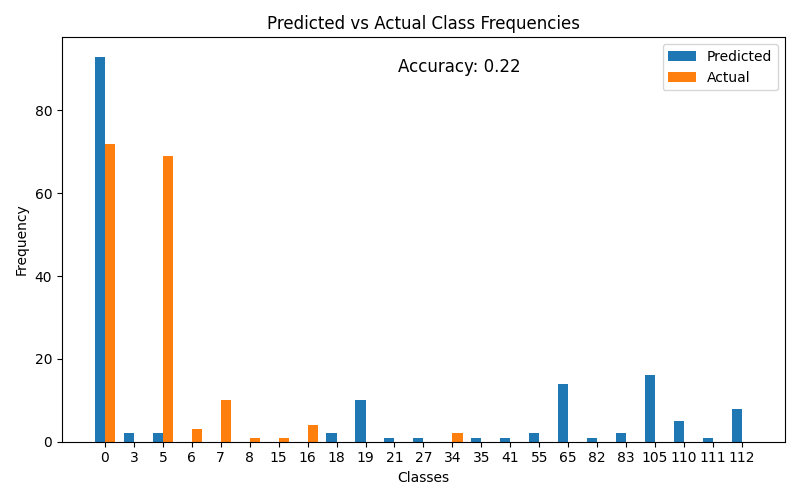 Predicted vs Actual Class Frequencies
Accuracy: 0.22
Predicted
Actual
Frequency
80
60
40
20
0
0 3 5 6 7 8 15 16 18 19 21 27 34 35 41 55 65 82 83 105 110 111 112
Classes